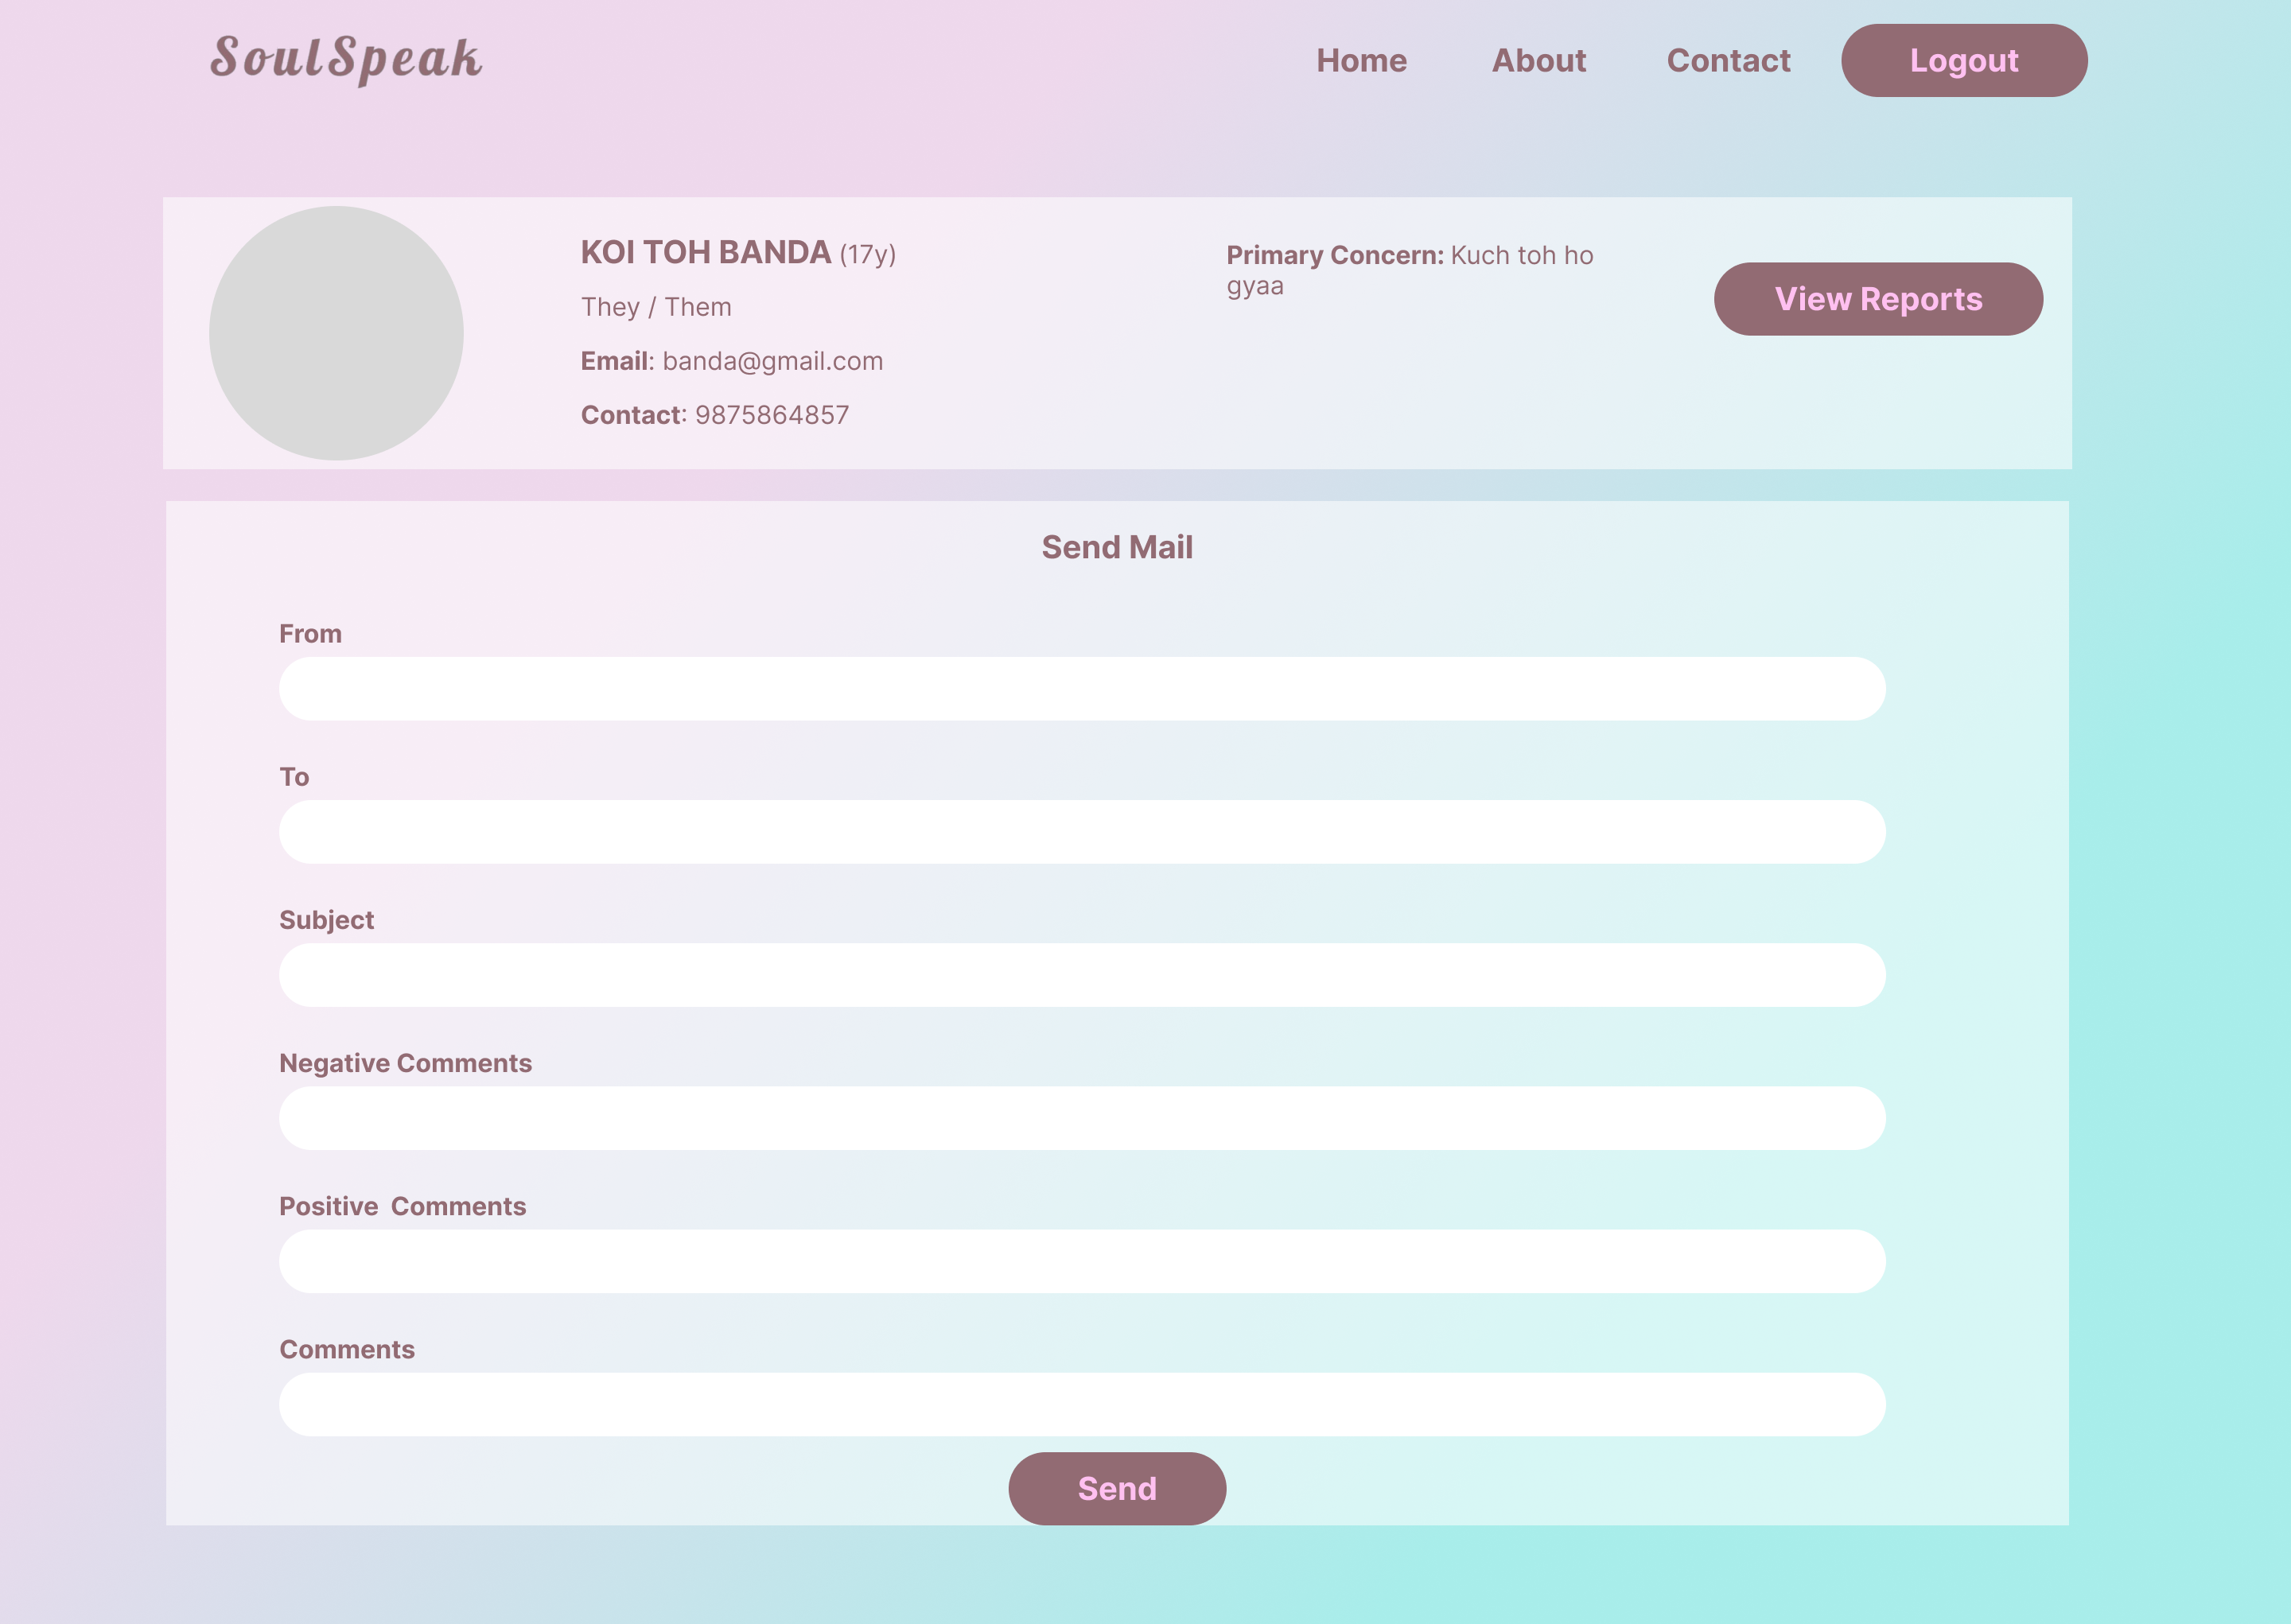 SoulSpeak
Home About Contact Logout
KOI TOH BANDA (17y)
They / Them
Email: banda@gmail.com
Contact: 9875864857
Primary Concern: Kuch toh ho
gyaa
View Reports
Send Mail
From
To
Subject
Negative Comments
Positive  Comments
Comments
Send